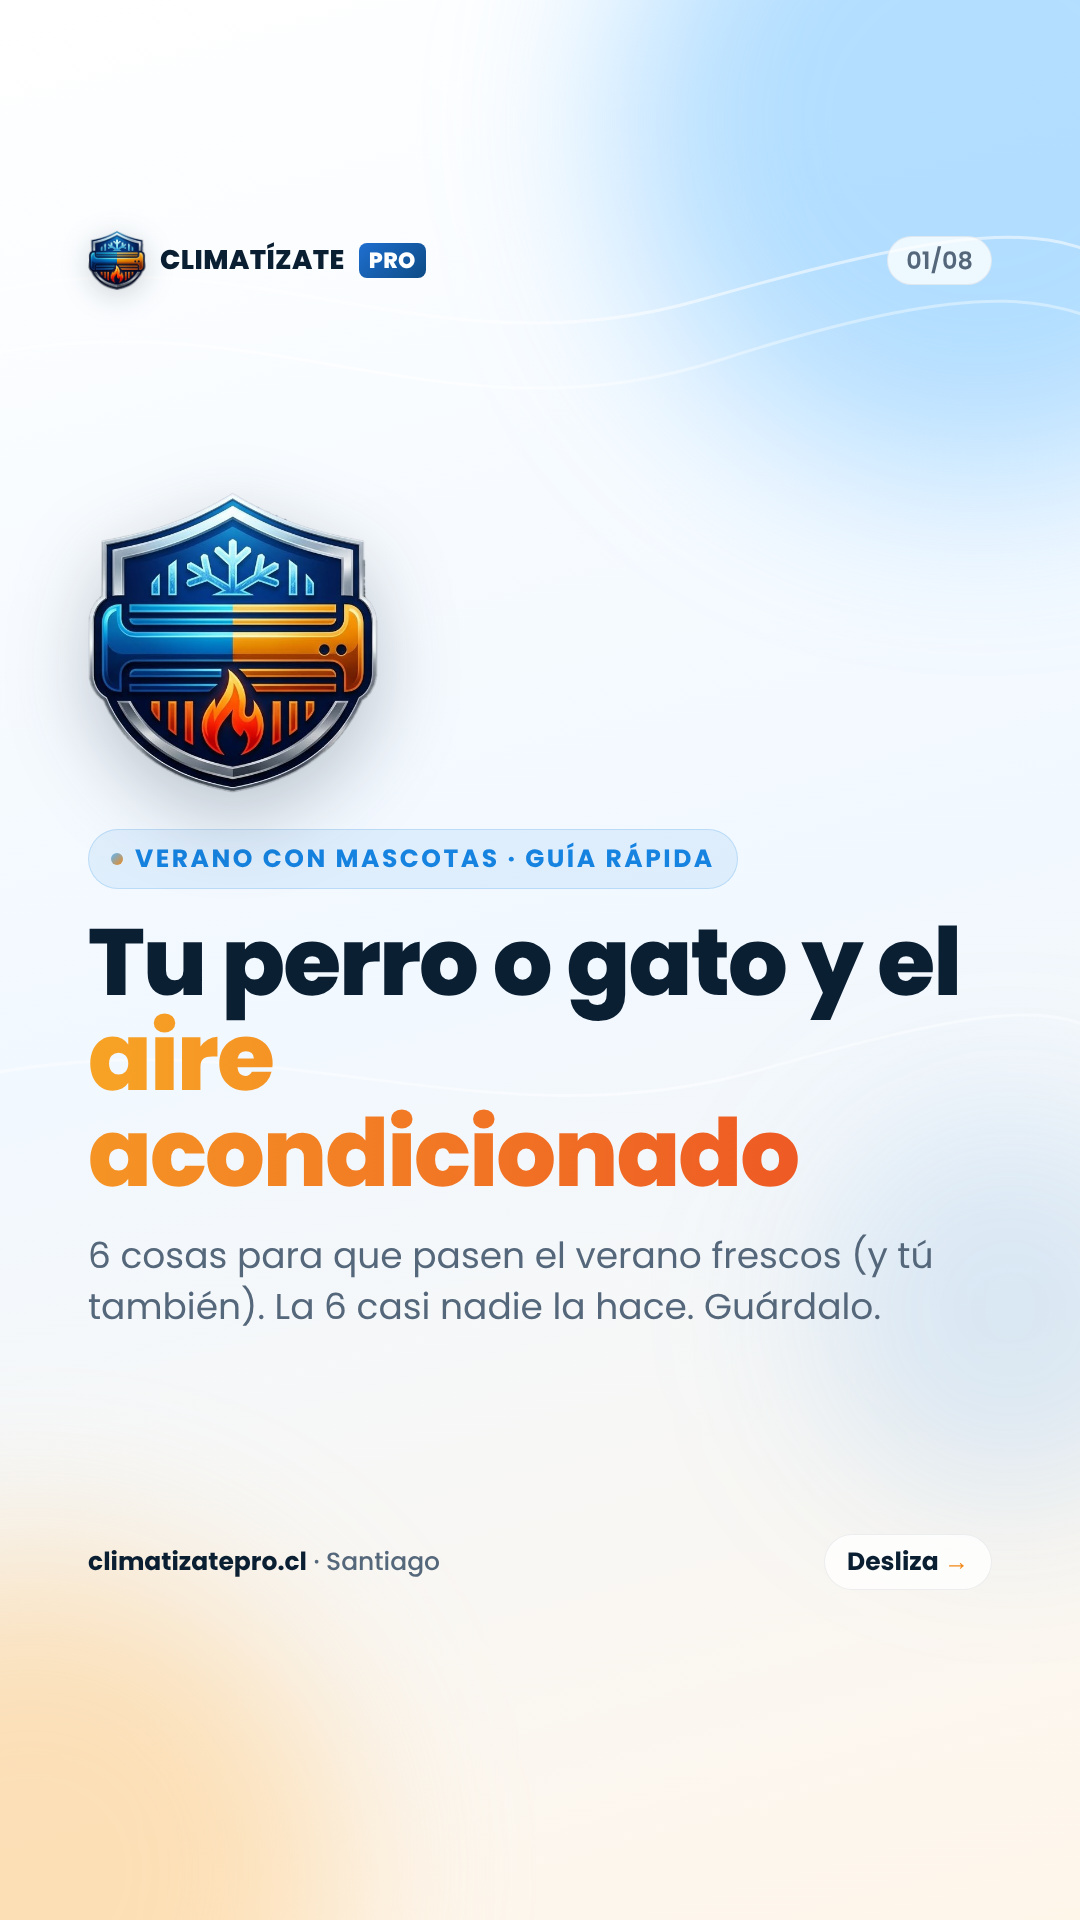 CLIMATÍZATE PRO
01/08
VERANO CON MASCOTAS · GUÍA RÁPIDA
Tu perro o gato y el
aire
acondicionado
6 cosas para que pasen el verano frescos (y tú
también). La 6 casi nadie la hace. Guárdalo.
climatizatepro.cl · Santiago
Desliza →